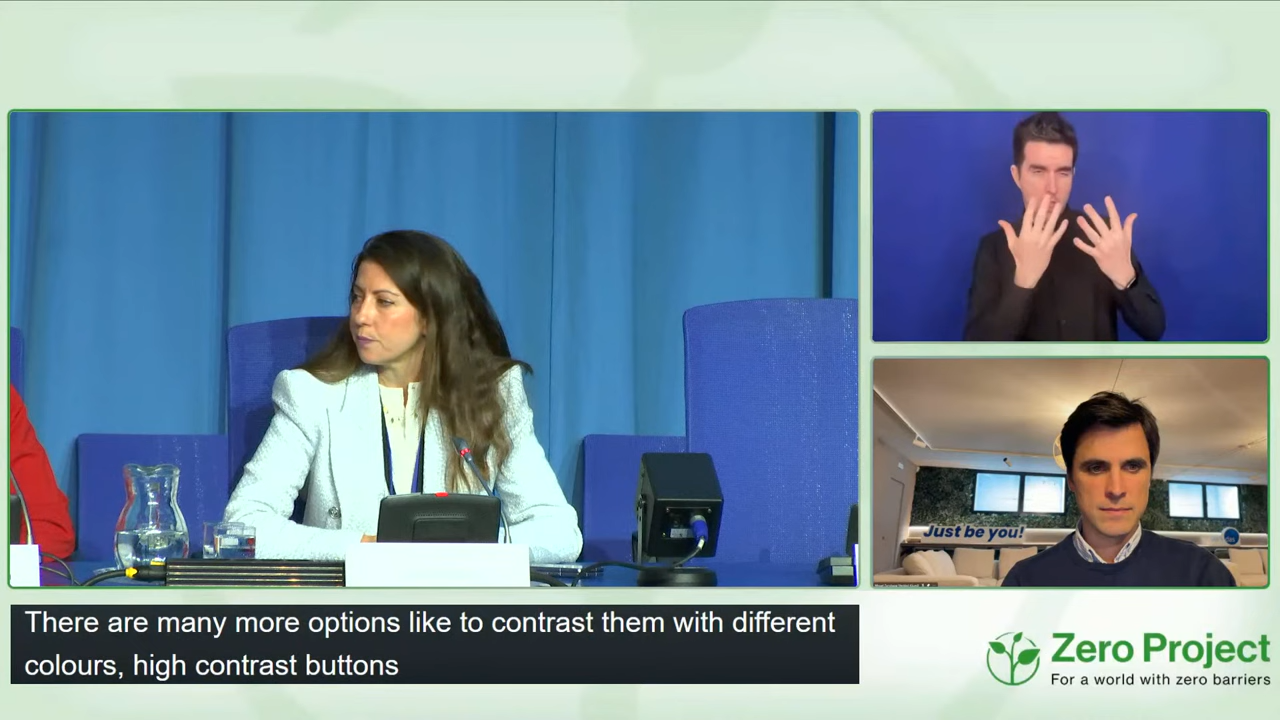 Just be you!
There are many more options like to contrast them with different
colours, high contrast buttons
Zero Project
For a world with zero barriers